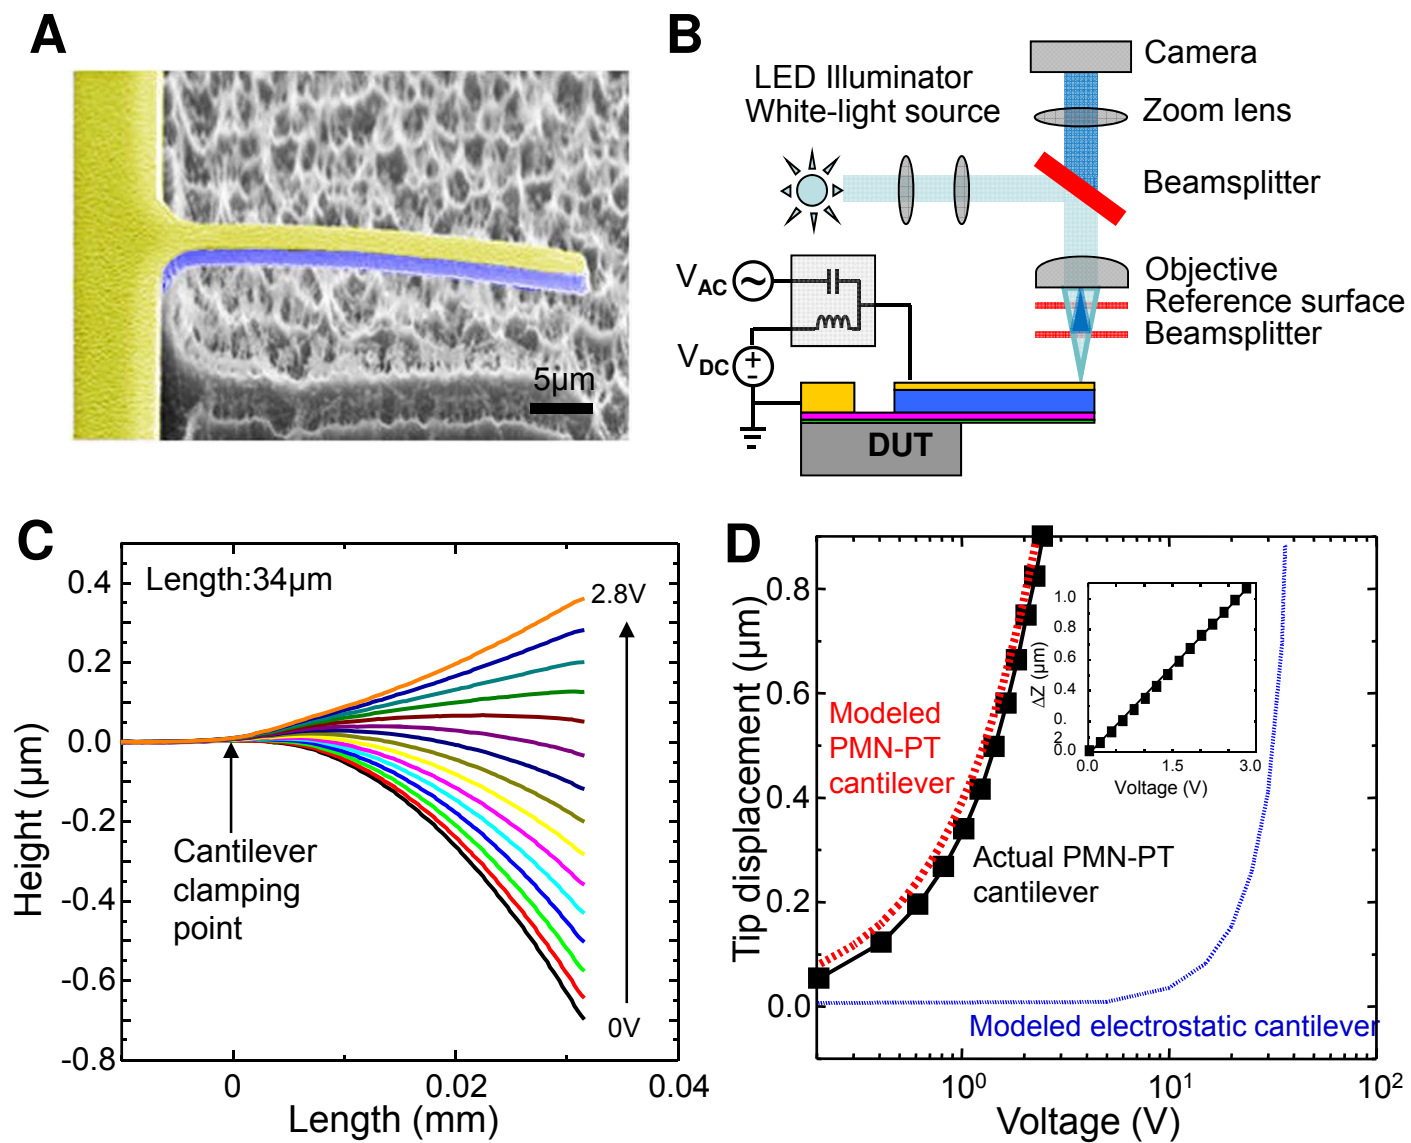 A
5μm
B
LED Illuminator
White-light source
Camera
Zoom lens
Beamsplitter
Objective
Reference surface
Beamsplitter
VAC
~
VDC
+
-
DUT
C
Length:34μm
2.8V
0V
Cantilever
clamping
point
Height (μm)
0.4
0.2
0.0
-0.2
-0.4
-0.6
-0.8
0
0.02
0.04
Length (mm)
D
Tip displacement (μm)
0.8
0.6
0.4
0.2
0.0
Modeled
PMN-PT
cantilever
Actual PMN-PT
cantilever
Modeled electrostatic cantilever
ΔZ (μm)
1.0
0.8
0.6
0.4
0.
2
0.0
0.0
1.5
3.0
Voltage (V)
10⁰
10¹
10²
Voltage (V)